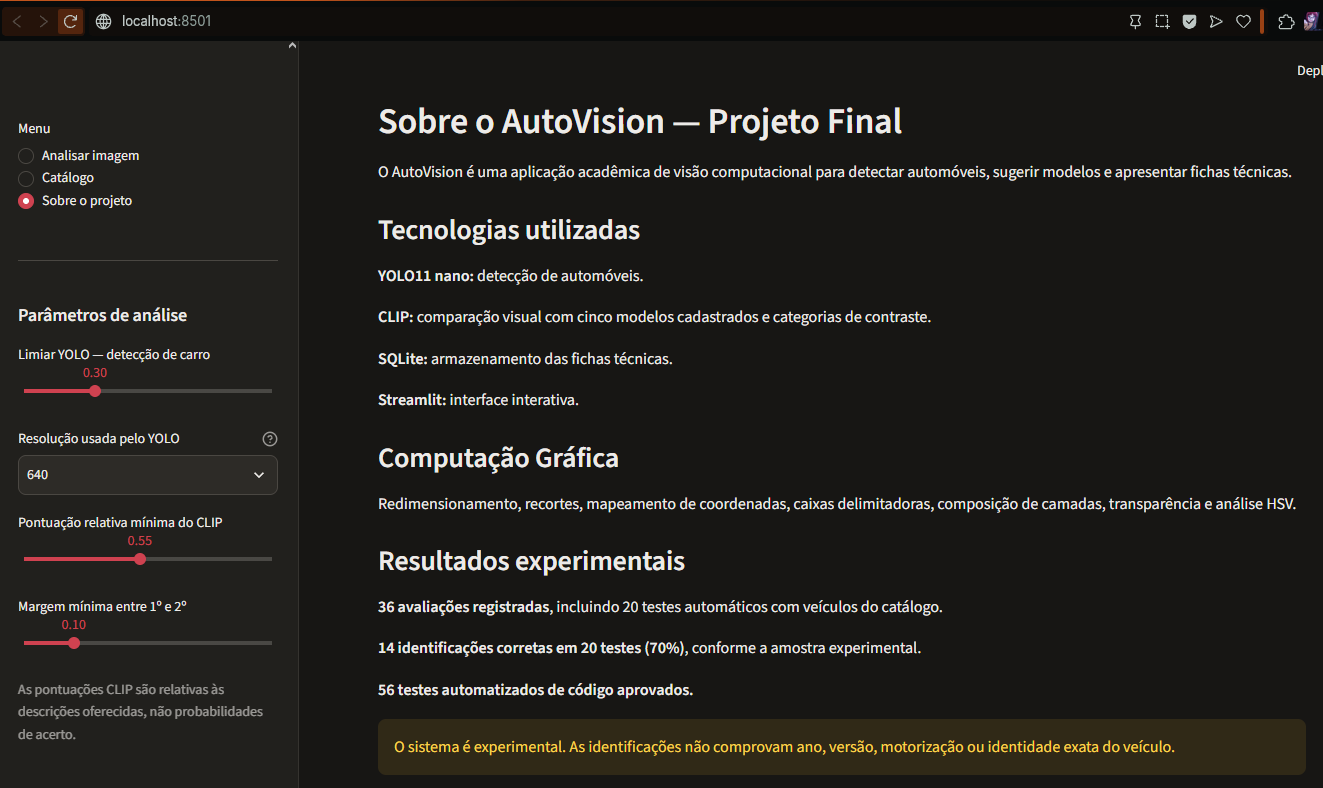 localhost:8501
Depl
Menu
Analisar imagem
Catálogo
Sobre o projeto
Parâmetros de análise
Limiar YOLO — detecção de carro
0.30
Resolução usada pelo YOLO
640
Pontuação relativa mínima do CLIP
0.55
Margem mínima entre 1º e 2º
0.10
As pontuações CLIP são relativas às
descrições oferecidas, não probabilidades
de acerto.
Sobre o AutoVision — Projeto Final
O AutoVision é uma aplicação acadêmica de visão computacional para detectar automóveis, sugerir modelos e apresentar fichas técnicas.
Tecnologias utilizadas
YOLO11 nano: detecção de automóveis.
CLIP: comparação visual com cinco modelos cadastrados e categorias de contraste.
SQLite: armazenamento das fichas técnicas.
Streamlit: interface interativa.
Computação Gráfica
Redimensionamento, recortes, mapeamento de coordenadas, caixas delimitadoras, composição de camadas, transparência e análise HSV.
Resultados experimentais
36 avaliações registradas, incluindo 20 testes automáticos com veículos do catálogo.
14 identificações corretas em 20 testes (70%), conforme a amostra experimental.
56 testes automatizados de código aprovados.
O sistema é experimental. As identificações não comprovam ano, versão, motorização ou identidade exata do veículo.